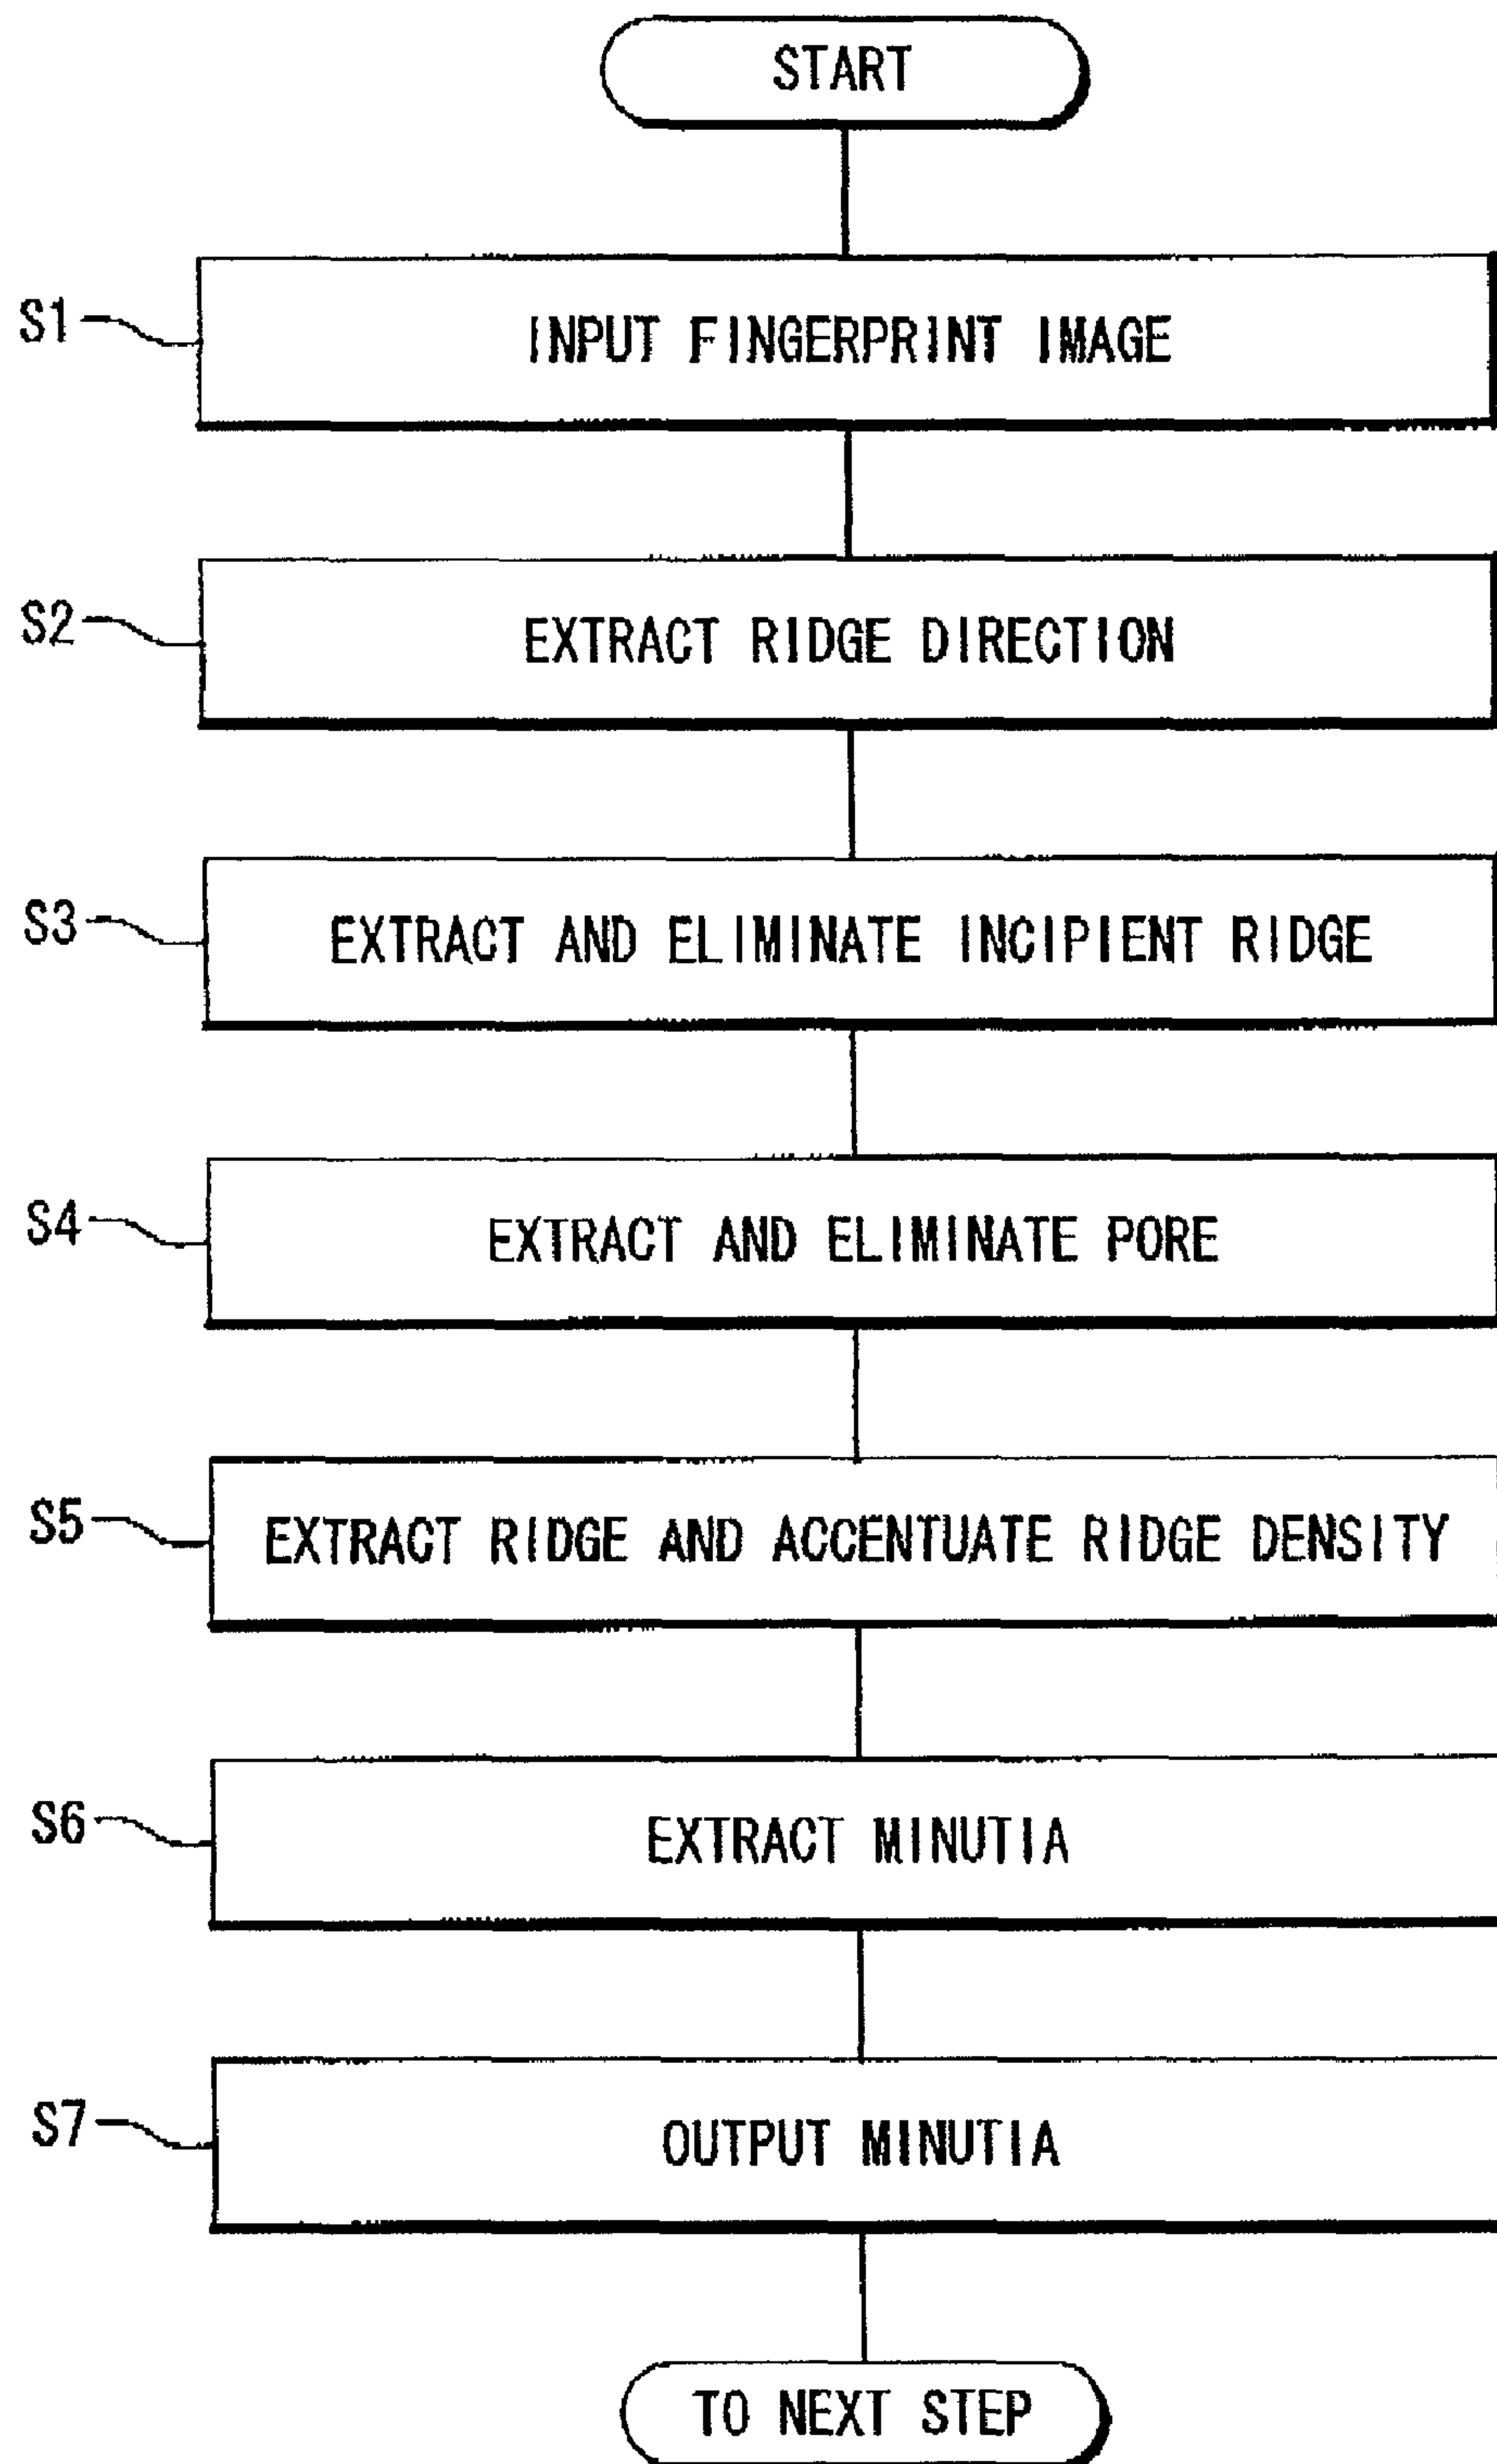 START
S1 INPUT FINGERPRINT IMAGE
S2 EXTRACT RIDGE DIRECTION
S3 EXTRACT AND ELIMINATE INCIPIENT RIDGE
S4 EXTRACT AND ELIMINATE PORE
S5 EXTRACT RIDGE AND ACCENTUATE RIDGE DENSITY
S6 EXTRACT MINUTIA
S7 OUTPUT MINUTIA
TO NEXT STEP